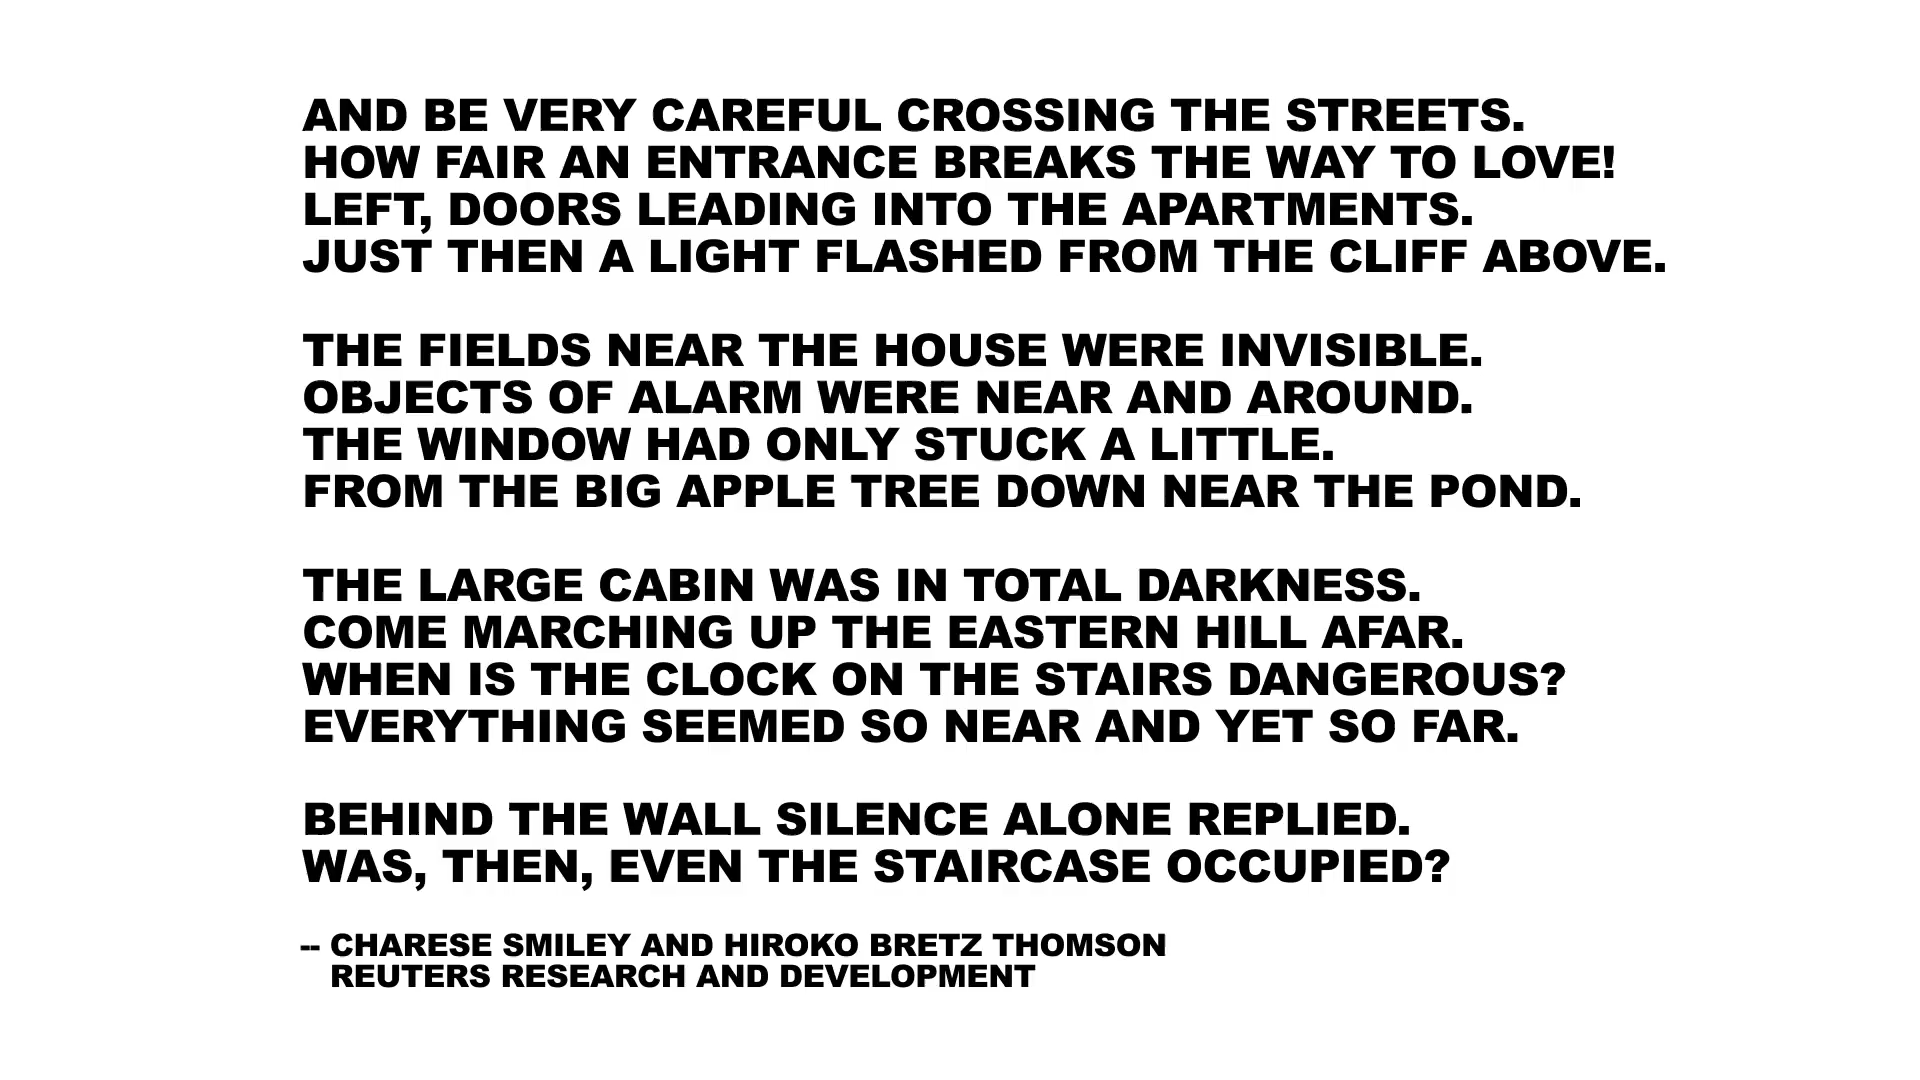 AND BE VERY CAREFUL CROSSING THE STREETS.
HOW FAIR AN ENTRANCE BREAKS THE WAY TO LOVE!
LEFT, DOORS LEADING INTO THE APARTMENTS.
JUST THEN A LIGHT FLASHED FROM THE CLIFF ABOVE.
THE FIELDS NEAR THE HOUSE WERE INVISIBLE.
OBJECTS OF ALARM WERE NEAR AND AROUND.
THE WINDOW HAD ONLY STUCK A LITTLE.
FROM THE BIG APPLE TREE DOWN NEAR THE POND.
THE LARGE CABIN WAS IN TOTAL DARKNESS.
COME MARCHING UP THE EASTERN HILL AFAR.
WHEN IS THE CLOCK ON THE STAIRS DANGEROUS?
EVERYTHING SEEMED SO NEAR AND YET SO FAR.
BEHIND THE WALL SILENCE ALONE REPLIED.
WAS, THEN, EVEN THE STAIRCASE OCCUPIED?
-- CHARESE SMILEY AND HIROKO BRETZ THOMSON
REUTERS RESEARCH AND DEVELOPMENT